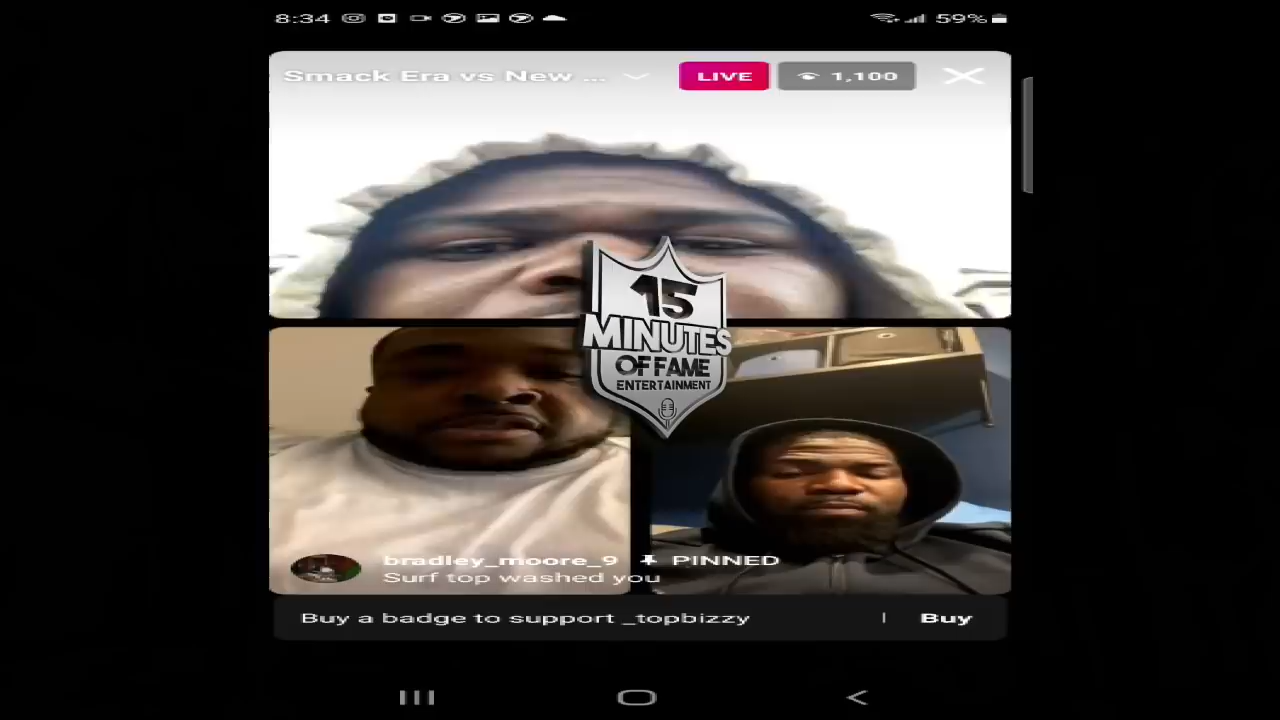 8:34
59%
Smack Era vs New ...
LIVE
1,100
15
MINUTES
OF FAME
ENTERTAINMENT
bradley_moore_9 PINNED
Surf top washed you
Buy a badge to support _topbizzy
Buy